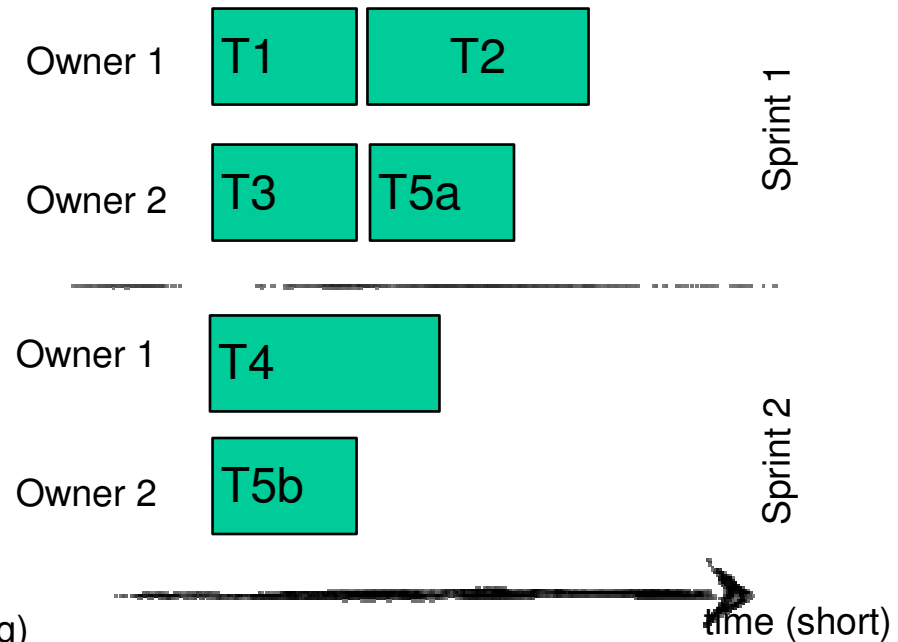 Owner 1 T1 T2
Sprint 1
Owner 2 T3 T5a
Owner 1 T4
Sprint 2
Owner 2 T5b
time (short)
g)